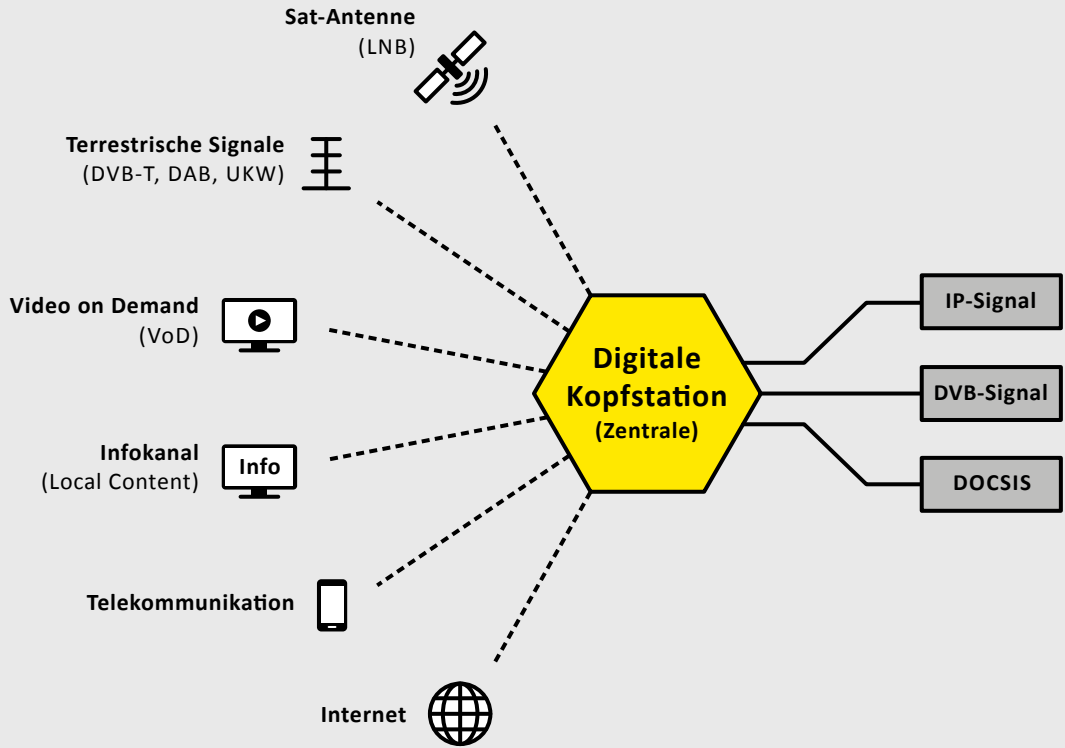 Sat-Antenne
(LNB)
Terrestrische Signale
(DVB-T, DAB, UKW)
Video on Demand
(VoD)
Infokanal
(Local Content)
Info
Telekommunikation
Internet
Digitale
Kopfstation
(Zentrale)
IP-Signal
DVB-Signal
DOCSIS